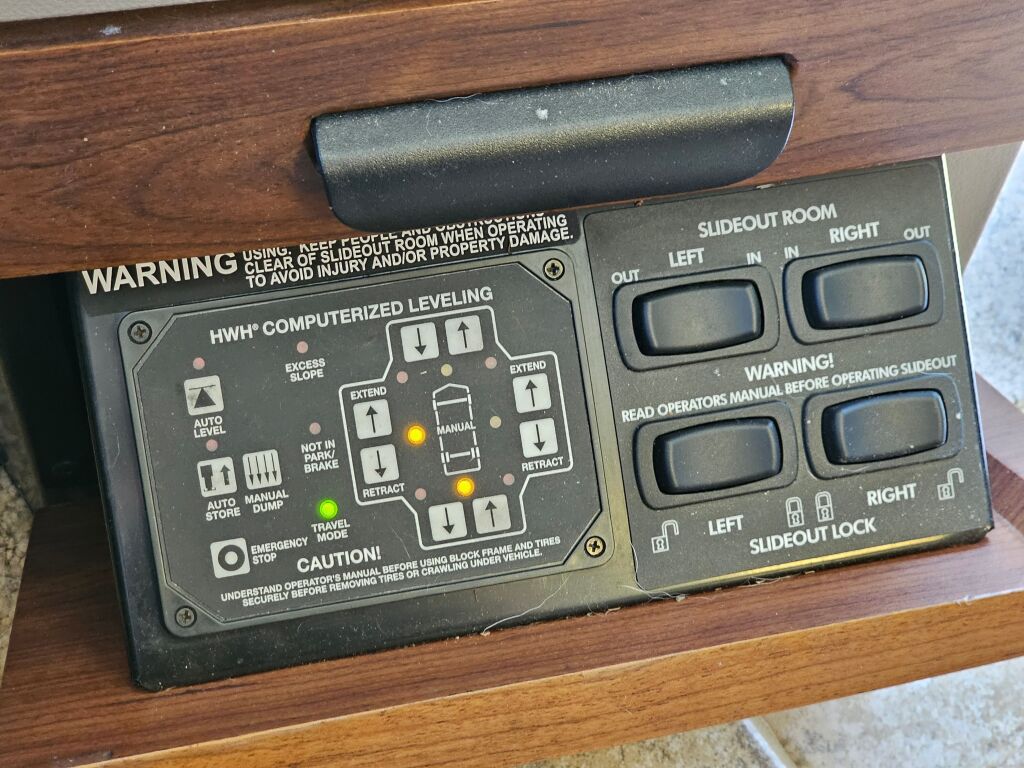 USING. KEEP PEOPLE AND OBSTRUCTIONS
WARNING CLEAR OF SLIDEOUT ROOM WHEN OPERATING
TO AVOID INJURY AND/OR PROPERTY DAMAGE.
HWH® COMPUTERIZED LEVELING
EXCESS
SLOPE
AUTO
LEVEL
NOT IN
PARK/
BRAKE
AUTO
STORE
MANUAL
DUMP
TRAVEL
MODE
EMERGENCY
STOP
EXTEND
RETRACT
MANUAL
EXTEND
RETRACT
CAUTION!
UNDERSTAND OPERATOR'S MANUAL BEFORE USING BLOCK FRAME AND TIRES
SECURELY BEFORE REMOVING TIRES OR CRAWLING UNDER VEHICLE.
SLIDEOUT ROOM
OUT LEFT IN
IN RIGHT OUT
WARNING!
READ OPERATORS MANUAL BEFORE OPERATING SLIDEOUT
LEFT
RIGHT
SLIDEOUT LOCK